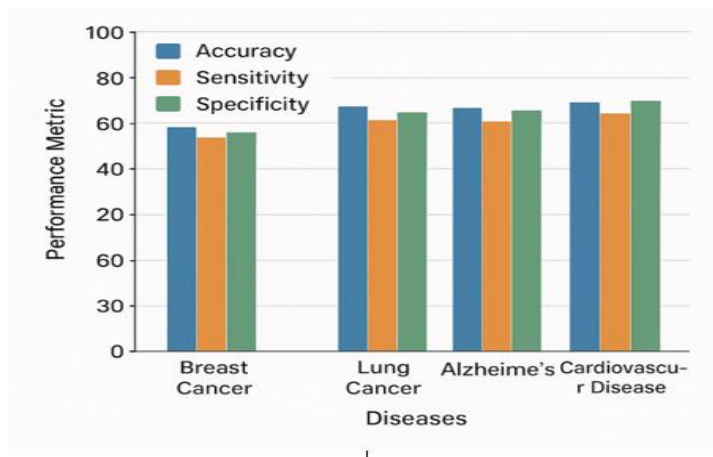 100
80
60
40
20
60
30
0
Performance Metric
Accuracy
Sensitivity
Specificity
Breast
Cancer
Lung
Cancer
Alzheime's
Cardiovascu-
r Disease
Diseases